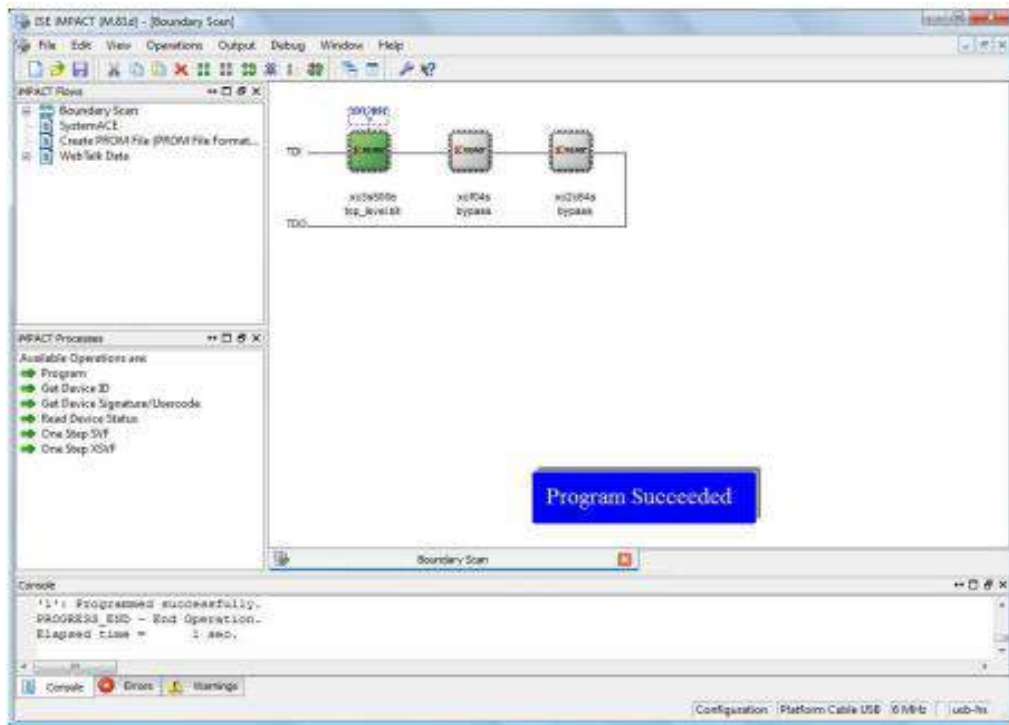 ISE iMPACT (M.81d) - [Boundary Scan]
File Edit View Operations Output Debug Window Help
iMPACT Flows
Boundary Scan
SystemACE
Create PROM File (PROM File Format...
WebTalk Data
TDI
xc3s500e
top_level.bit
xcf04s
bypass
xc2c64a
bypass
TDO
iMPACT Processes
Available Operations are:
Program
Get Device ID
Get Device Signature/Usercode
Read Device Status
One Step SVF
One Step XSVF
Program Succeeded
Boundary Scan
Console
'1': Programmed successfully.
PROGRESS_END - End Operation.
Elapsed time = 1 sec.
Console Errors Warnings
Configuration Platform Cable USB 6 MHz usb-hs